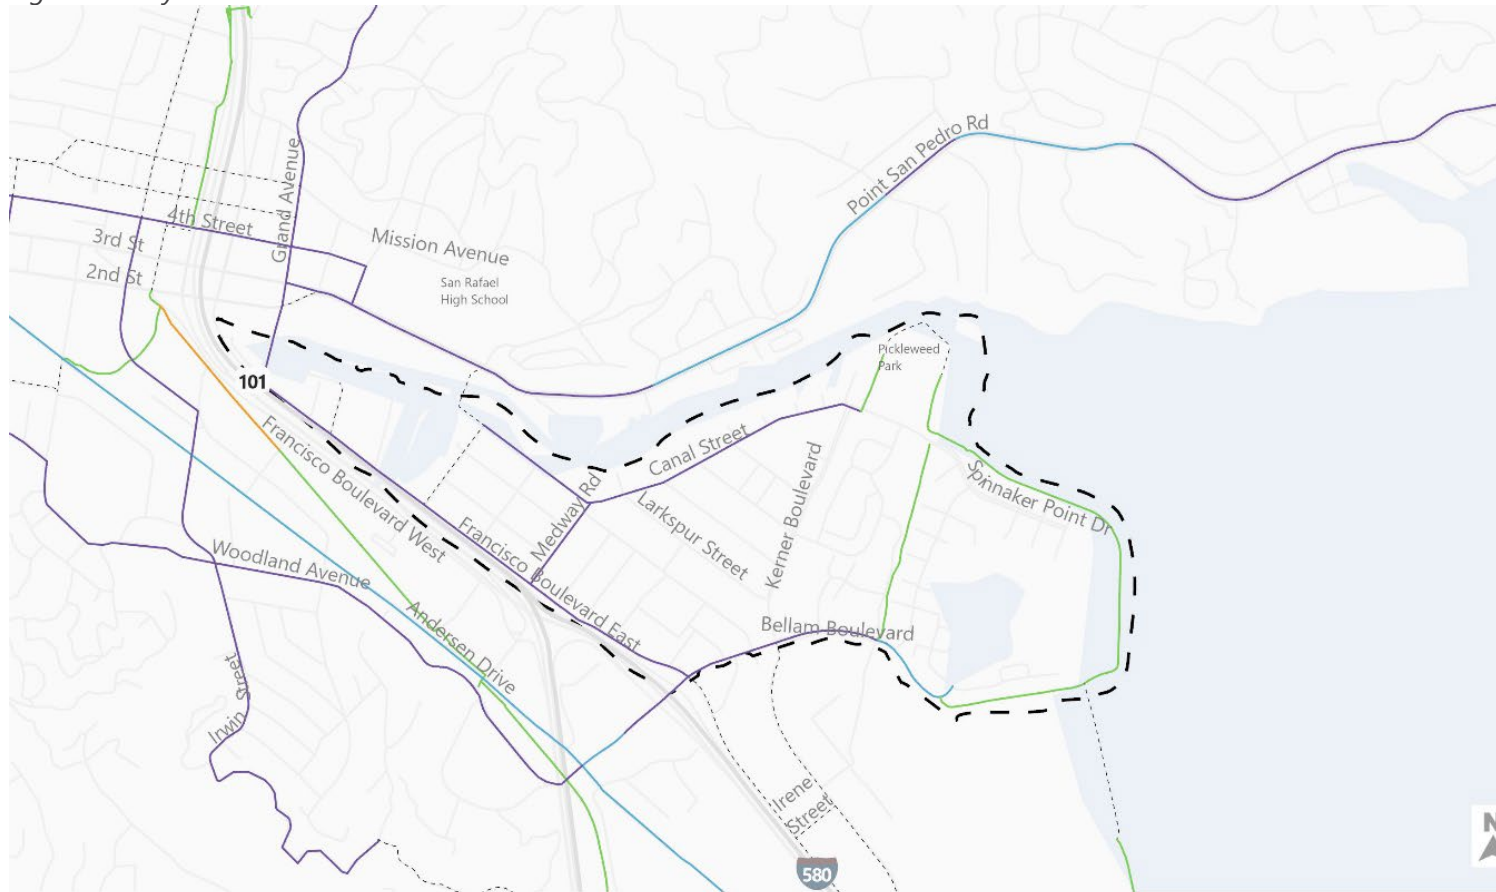 Point San Pedro Rd
Grand Avenue
4th Street
3rd St
2nd St
Mission Avenue
San Rafael
High School
Pickleweed
Park
101
Francisco Boulevard West
Canal Street
Medway Rd
Larkspur Street
Kerner Boulevard
Spinnaker Point Dr
Francisco Boulevard East
Woodland Avenue
Bellam Boulevard
Andersen Drive
Irwin Street
Irene
Street
580
N